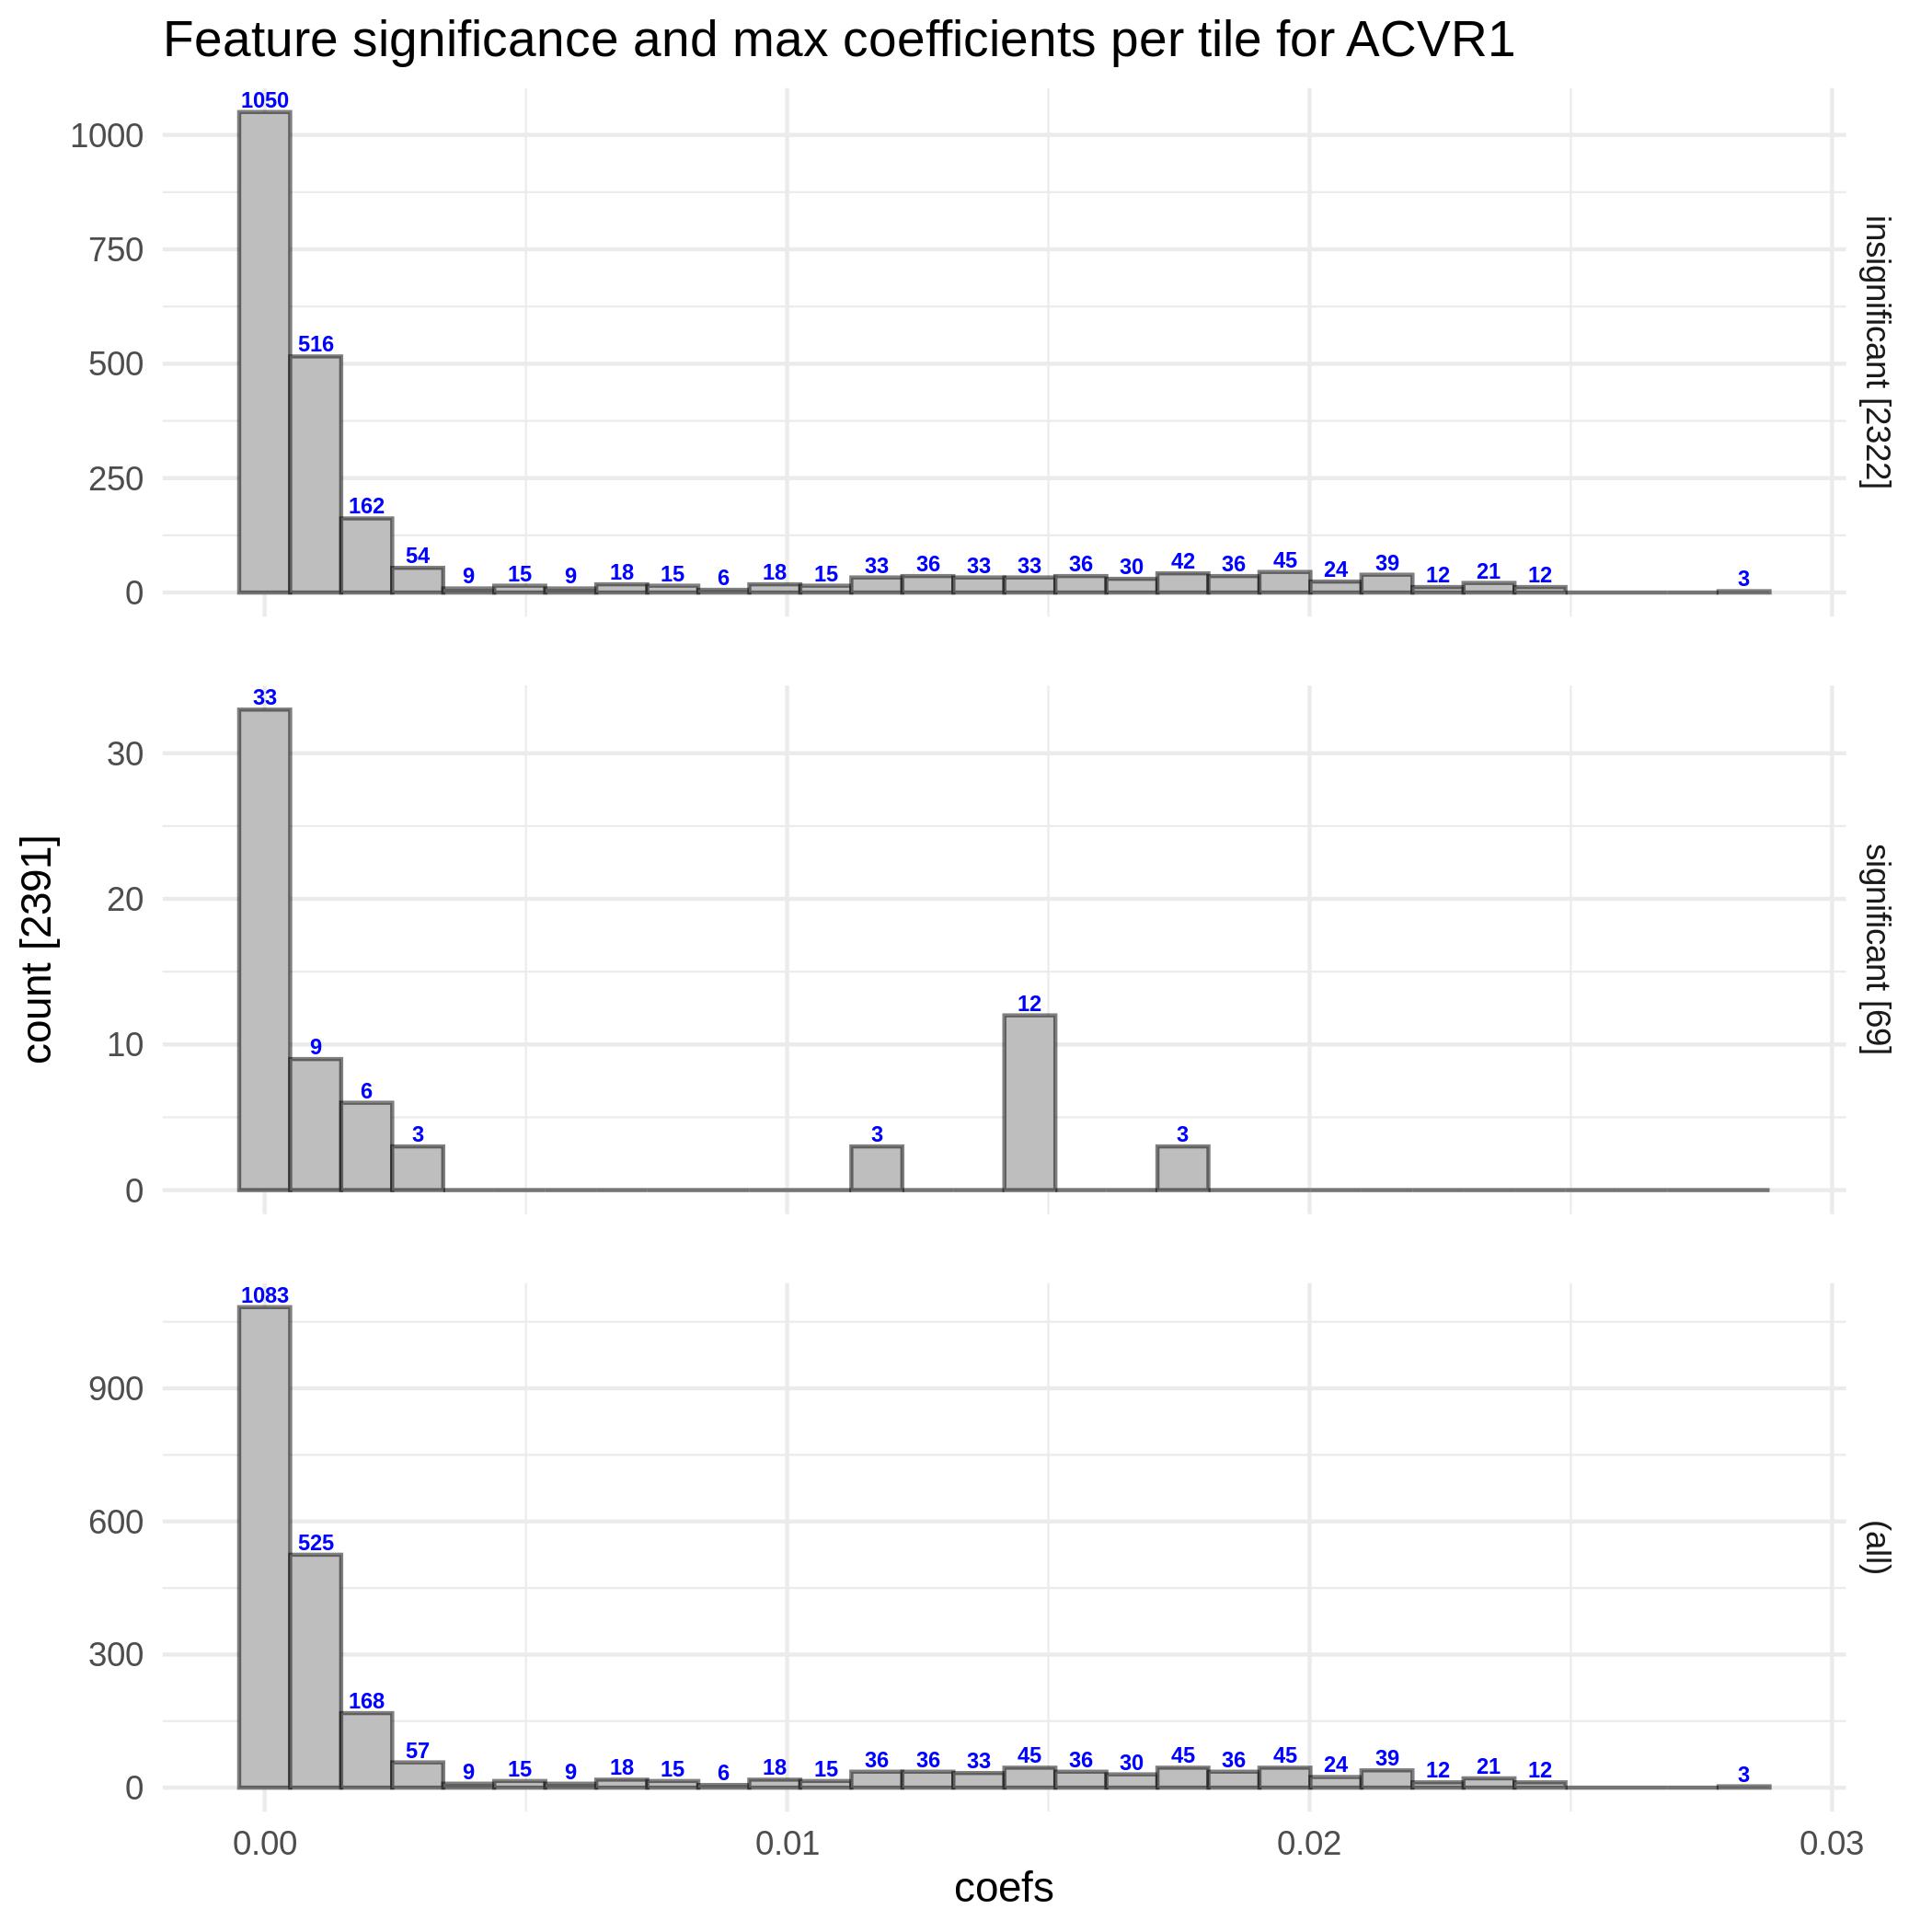 Feature significance and max coefficients per tile for ACVR1
1050
1000
750
516
500
250
162
54
9 15 9 18 15 6 18 15 33 36 33 33 36 30 42 36 45 24 39 12 21 12 3
0
insignificant [2322]
33
30
20
12
10
9
6
3 3 3
0
significant [69]
count [2391]
1083
900
600
525
300
168
57
9 15 9 18 15 6 18 15 36 36 33 45 36 30 45 36 45 24 39 12 21 12 3
0
(all)
0.00 0.01 0.02 0.03
coefs